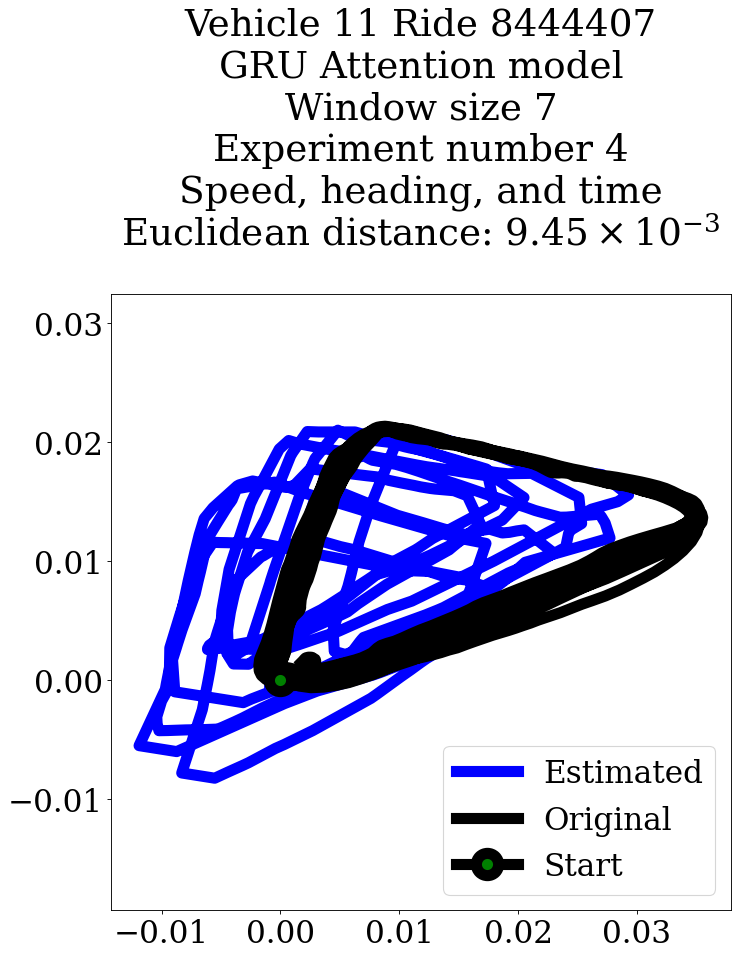 Vehicle 11 Ride 8444407
GRU Attention model
Window size 7
Experiment number 4
Speed, heading, and time
Euclidean distance: 9.45 × 10⁻³
0.03
0.02
0.01
0.00
−0.01
Estimated
Original
Start
−0.01 0.00 0.01 0.02 0.03